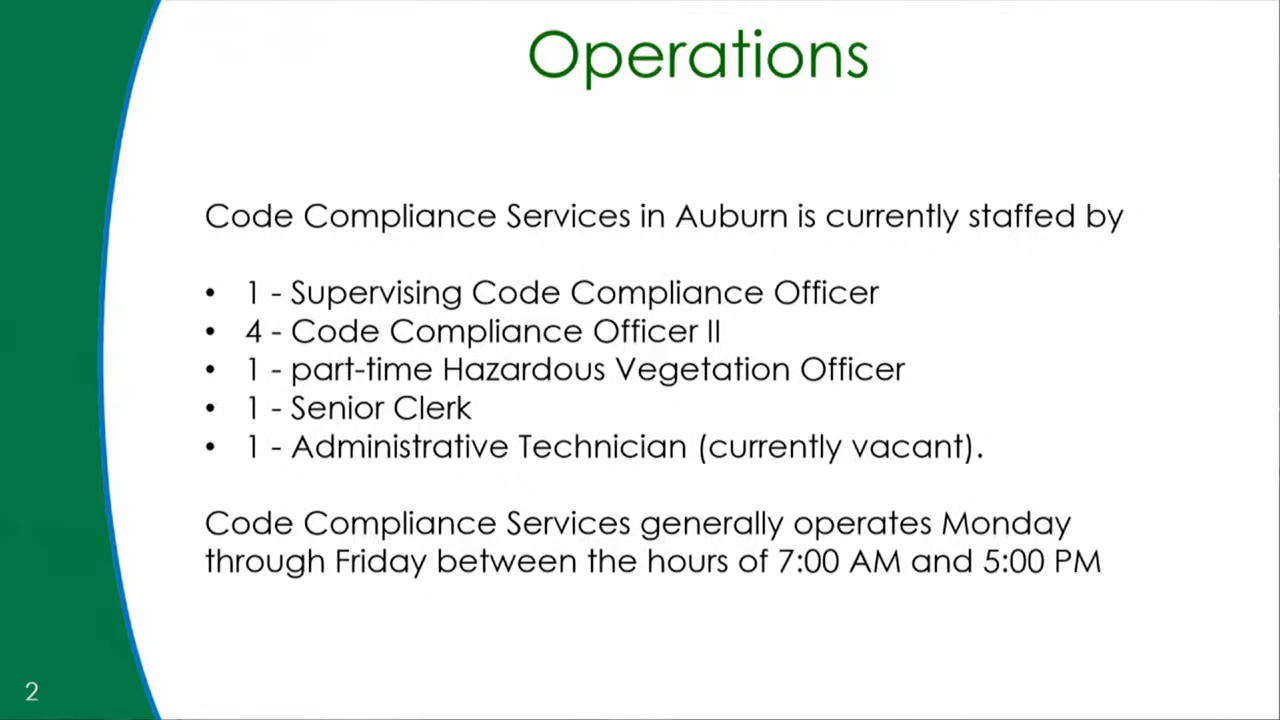 Operations
Code Compliance Services in Auburn is currently staffed by
• 1 - Supervising Code Compliance Officer
• 4 - Code Compliance Officer II
• 1 - part-time Hazardous Vegetation Officer
• 1 - Senior Clerk
• 1 - Administrative Technician (currently vacant).
Code Compliance Services generally operates Monday
through Friday between the hours of 7:00 AM and 5:00 PM
2